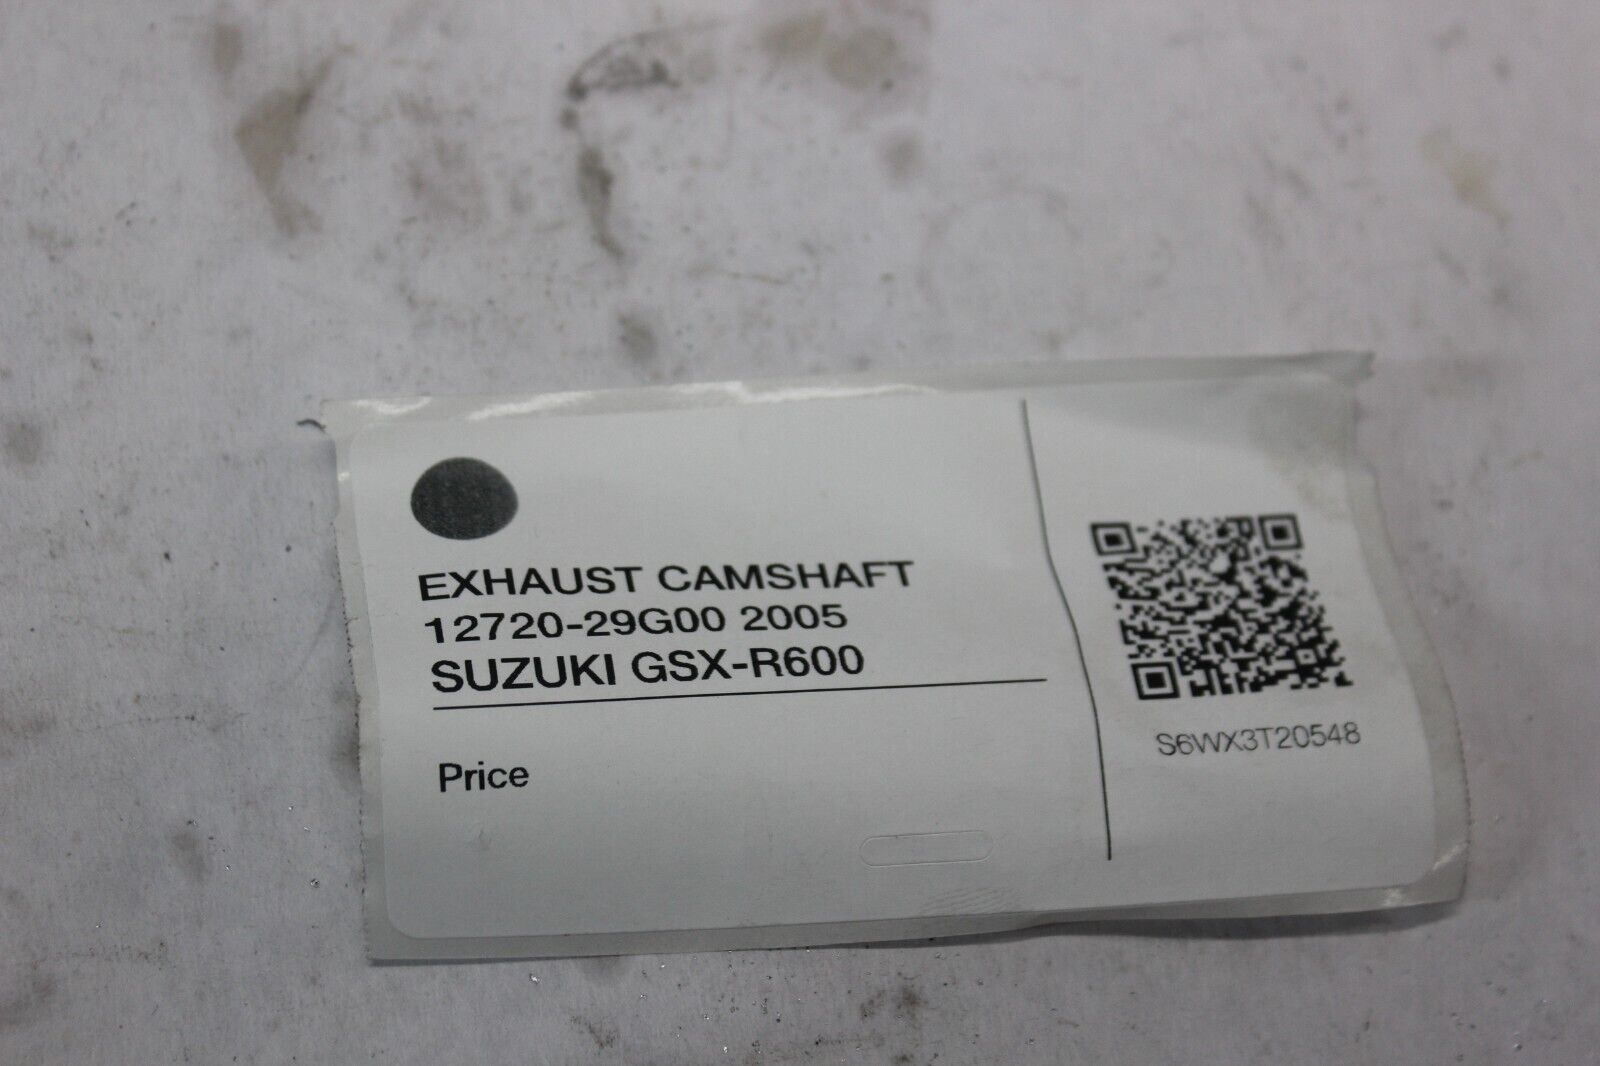 EXHAUST CAMSHAFT
12720-29G00 2005
SUZUKI GSX-R600
Price
S6WX3T20548